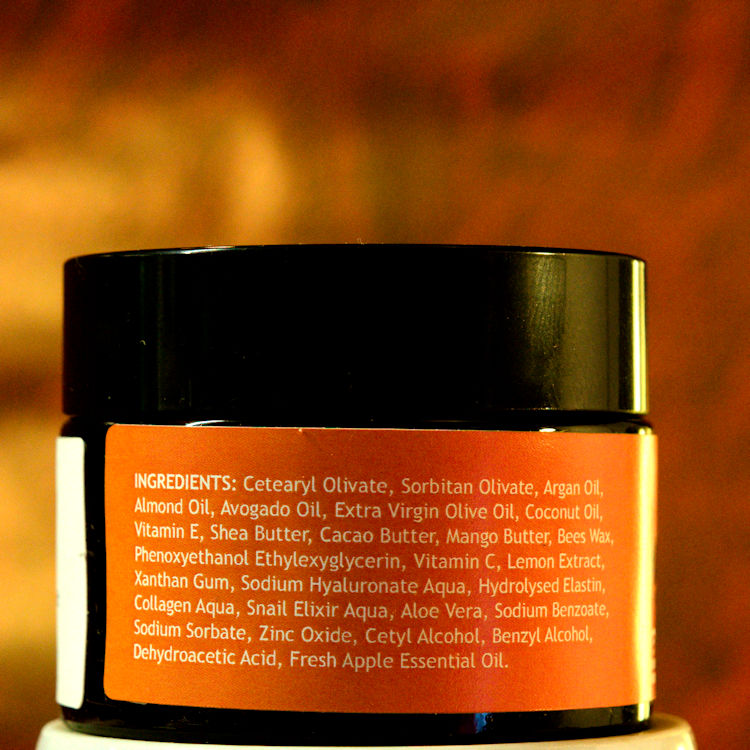 INGREDIENTS: Cetearyl Olivate, Sorbitan Olivate, Argan Oil,
Almond Oil, Avogado Oil, Extra Virgin Olive Oil, Coconut Oil,
Vitamin E, Shea Butter, Cacao Butter, Mango Butter, Bees Wax,
Phenoxyethanol Ethylexyglycerin, Vitamin C, Lemon Extract,
Xanthan Gum, Sodium Hyaluronate Aqua, Hydrolysed Elastin,
Collagen Aqua, Snail Elixir Aqua, Aloe Vera, Sodium Benzoate,
Sodium Sorbate, Zinc Oxide, Cetyl Alcohol, Benzyl Alcohol,
Dehydroacetic Acid, Fresh Apple Essential Oil.